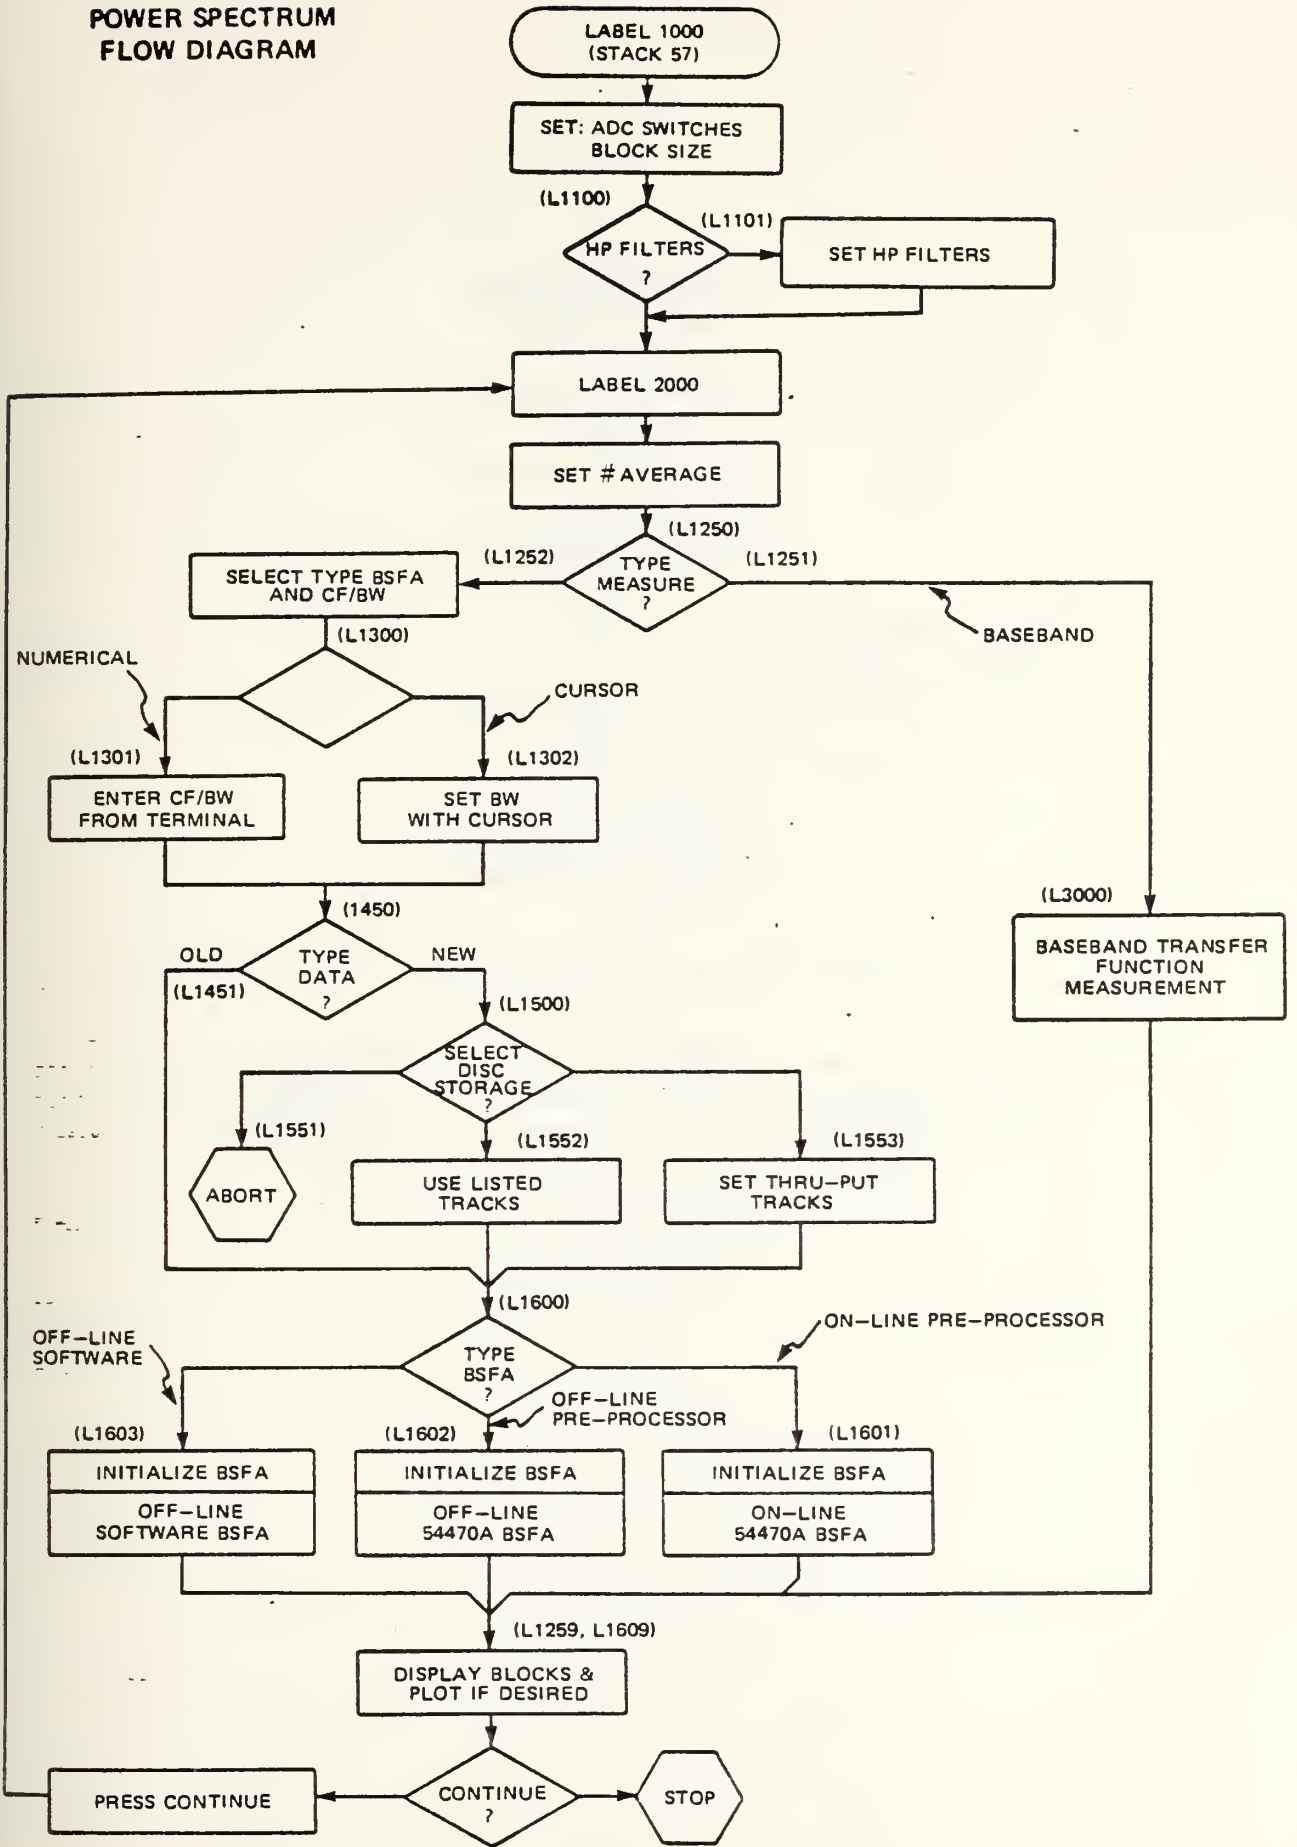 POWER SPECTRUM
FLOW DIAGRAM
LABEL 1000
(STACK 57)
SET: ADC SWITCHES
BLOCK SIZE
(L1100)
HP FILTERS
?
(L1101)
SET HP FILTERS
LABEL 2000
SET # AVERAGE
(L1250)
TYPE
MEASURE
?
(L1252)
(L1251)
SELECT TYPE BSFA
AND CF/BW
BASEBAND
(L1300)
NUMERICAL
CURSOR
(L1301)
(L1302)
ENTER CF/BW
FROM TERMINAL
SET BW
WITH CURSOR
(1450)
OLD
(L1451)
TYPE
DATA
?
NEW
(L3000)
BASEBAND TRANSFER
FUNCTION
MEASUREMENT
(L1500)
SELECT
DISC
STORAGE
?
(L1551)
(L1552)
(L1553)
ABORT
USE LISTED
TRACKS
SET THRU-PUT
TRACKS
(L1600)
OFF-LINE
SOFTWARE
TYPE
BSFA
?
ON-LINE PRE-PROCESSOR
OFF-LINE
PRE-PROCESSOR
(L1603)
(L1602)
(L1601)
INITIALIZE BSFA
OFF-LINE
SOFTWARE BSFA
INITIALIZE BSFA
OFF-LINE
54470A BSFA
INITIALIZE BSFA
ON-LINE
54470A BSFA
(L1259, L1609)
DISPLAY BLOCKS &
PLOT IF DESIRED
PRESS CONTINUE
CONTINUE
?
STOP